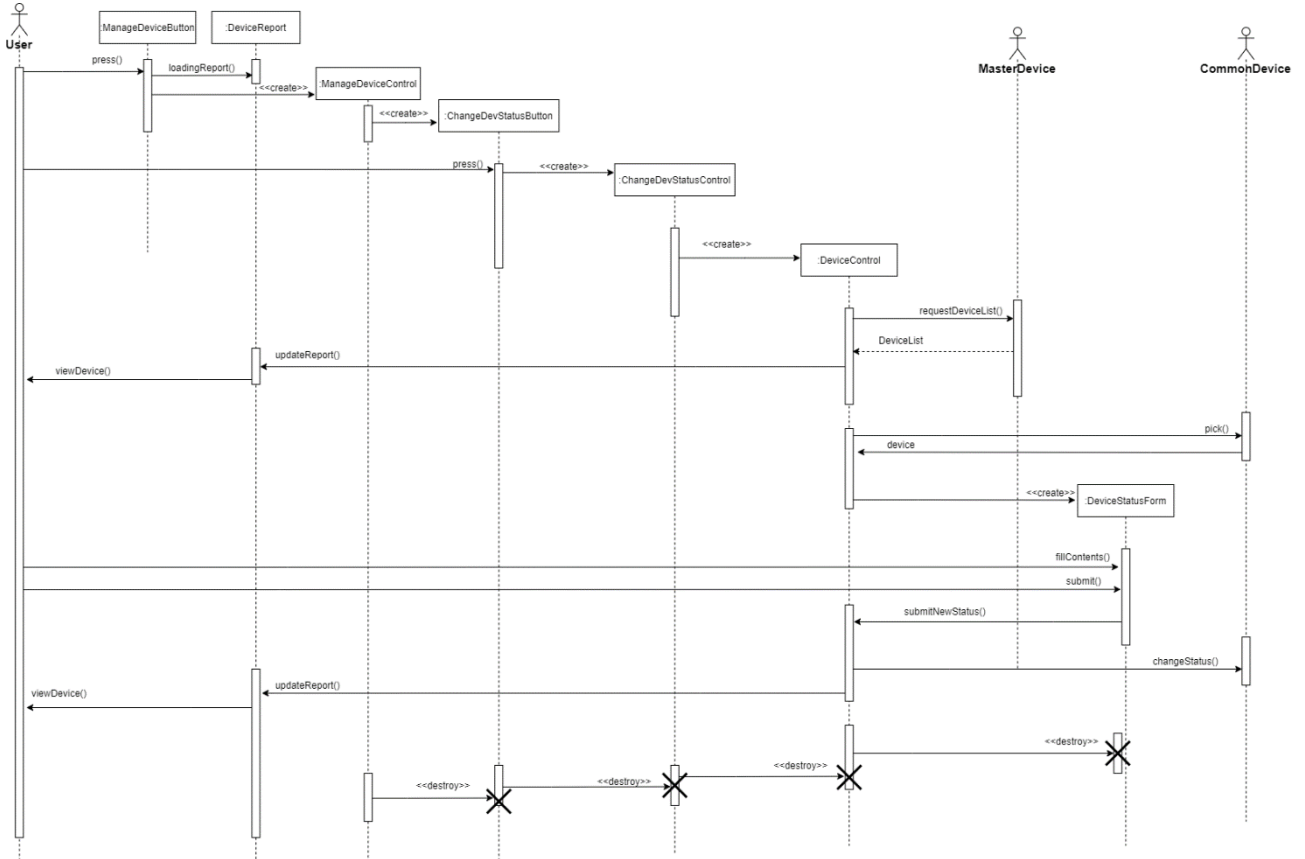 :ManageDeviceButton
:DeviceReport
User
press()
loadingReport()
MasterDevice
CommonDevice
<<create>>
:ManageDeviceControl
<<create>>
:ChangeDevStatusButton
press()
<<create>>
:ChangeDevStatusControl
<<create>>
:DeviceControl
requestDeviceList()
DeviceList
updateReport()
viewDevice()
pick()
device
<<create>>
:DeviceStatusForm
fillContents()
submit()
submitNewStatus()
changeStatus()
updateReport()
viewDevice()
<<destroy>>
<<destroy>>
<<destroy>>
<<destroy>>